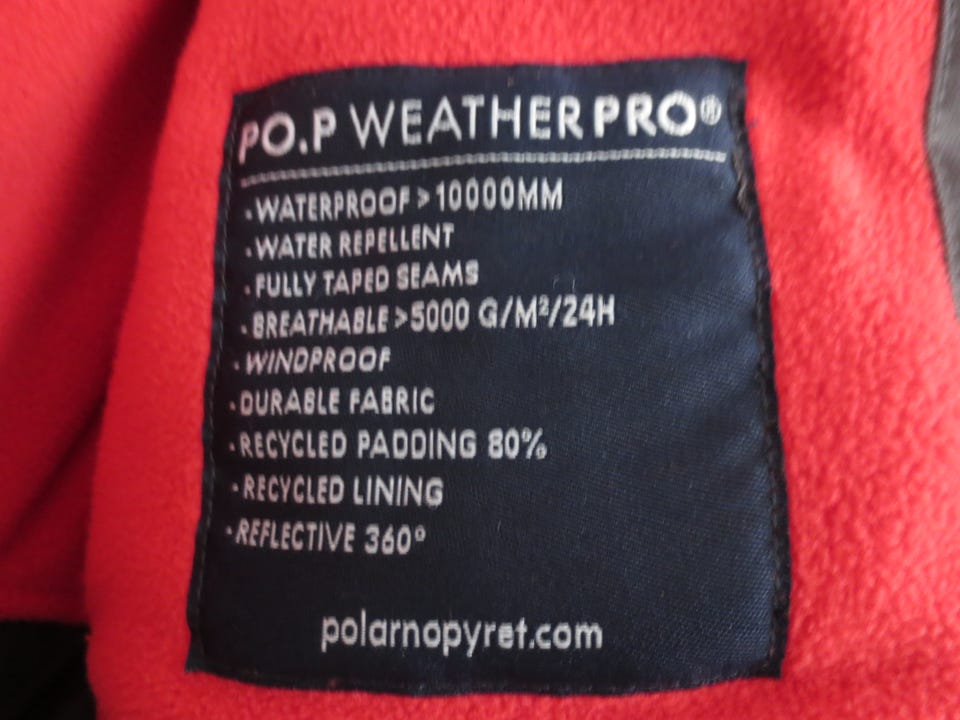 PO.P WEATHERPRO®
- WATERPROOF > 10000MM
- WATER REPELLENT
- FULLY TAPED SEAMS
- BREATHABLE >5000 G/M²/24H
- WINDPROOF
- DURABLE FABRIC
- RECYCLED PADDING 80%
- RECYCLED LINING
- REFLECTIVE 360°
polarnopyret.com